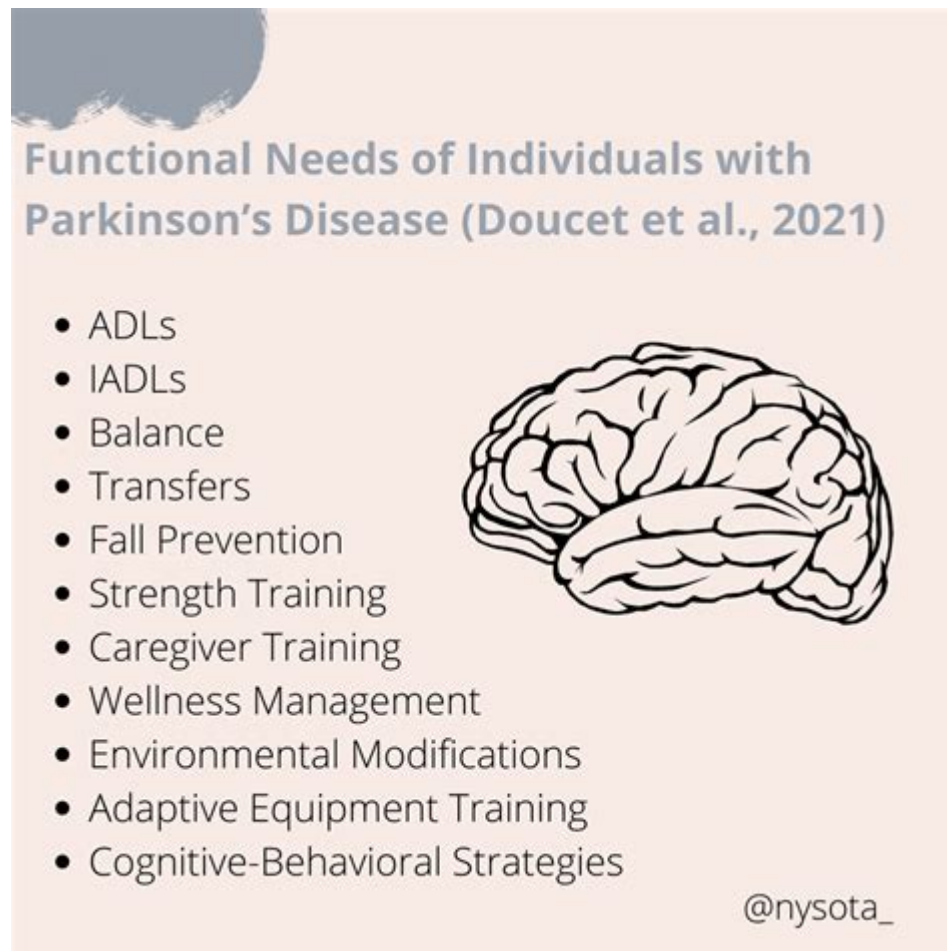 Functional Needs of Individuals with
Parkinson’s Disease (Doucet et al., 2021)
• ADLs
• IADLs
• Balance
• Transfers
• Fall Prevention
• Strength Training
• Caregiver Training
• Wellness Management
• Environmental Modifications
• Adaptive Equipment Training
• Cognitive-Behavioral Strategies
@nysota_